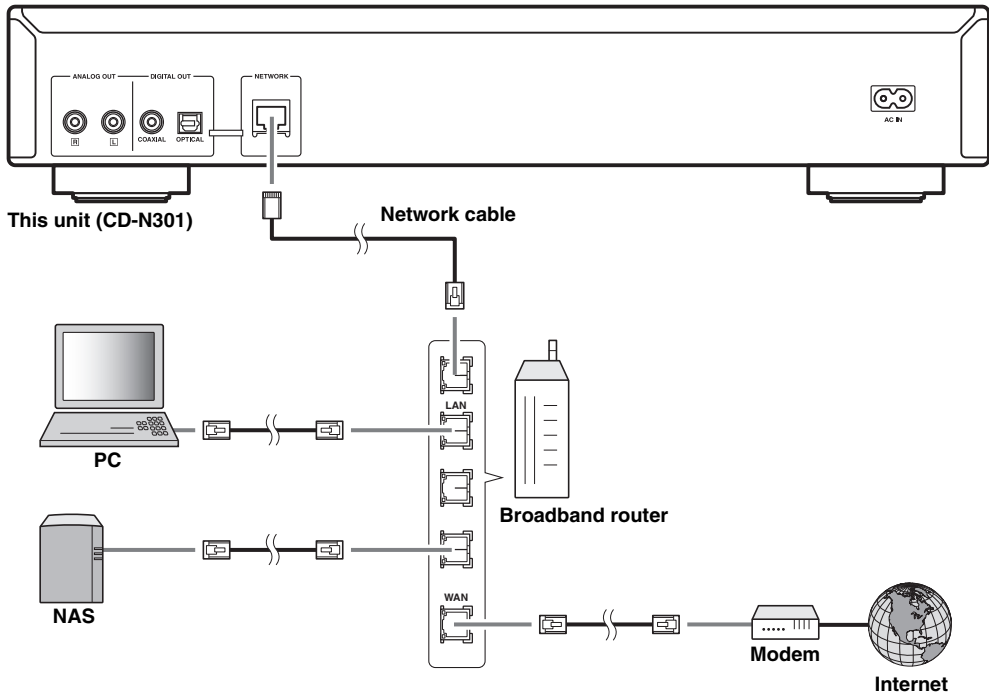 ANALOG OUT DIGITAL OUT NETWORK
R L COAXIAL OPTICAL
AC IN
This unit (CD-N301)
Network cable
LAN
PC
Broadband router
NAS
WAN
Modem
Internet